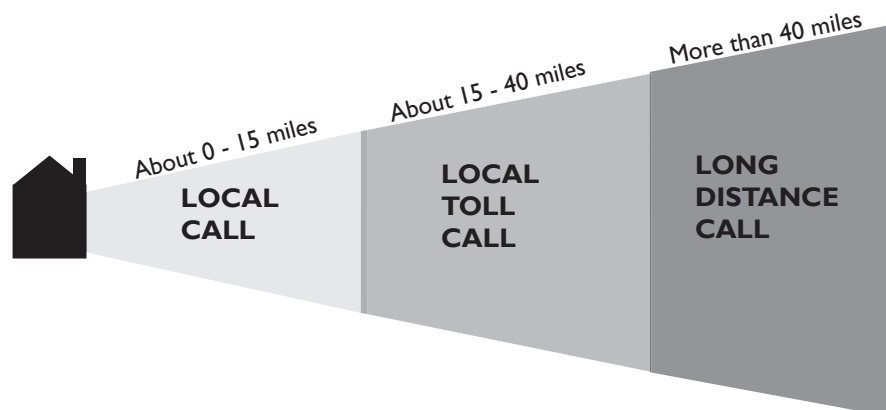 About 0 - 15 miles
LOCAL
CALL
About 15 - 40 miles
LOCAL
TOLL
CALL
More than 40 miles
LONG
DISTANCE
CALL